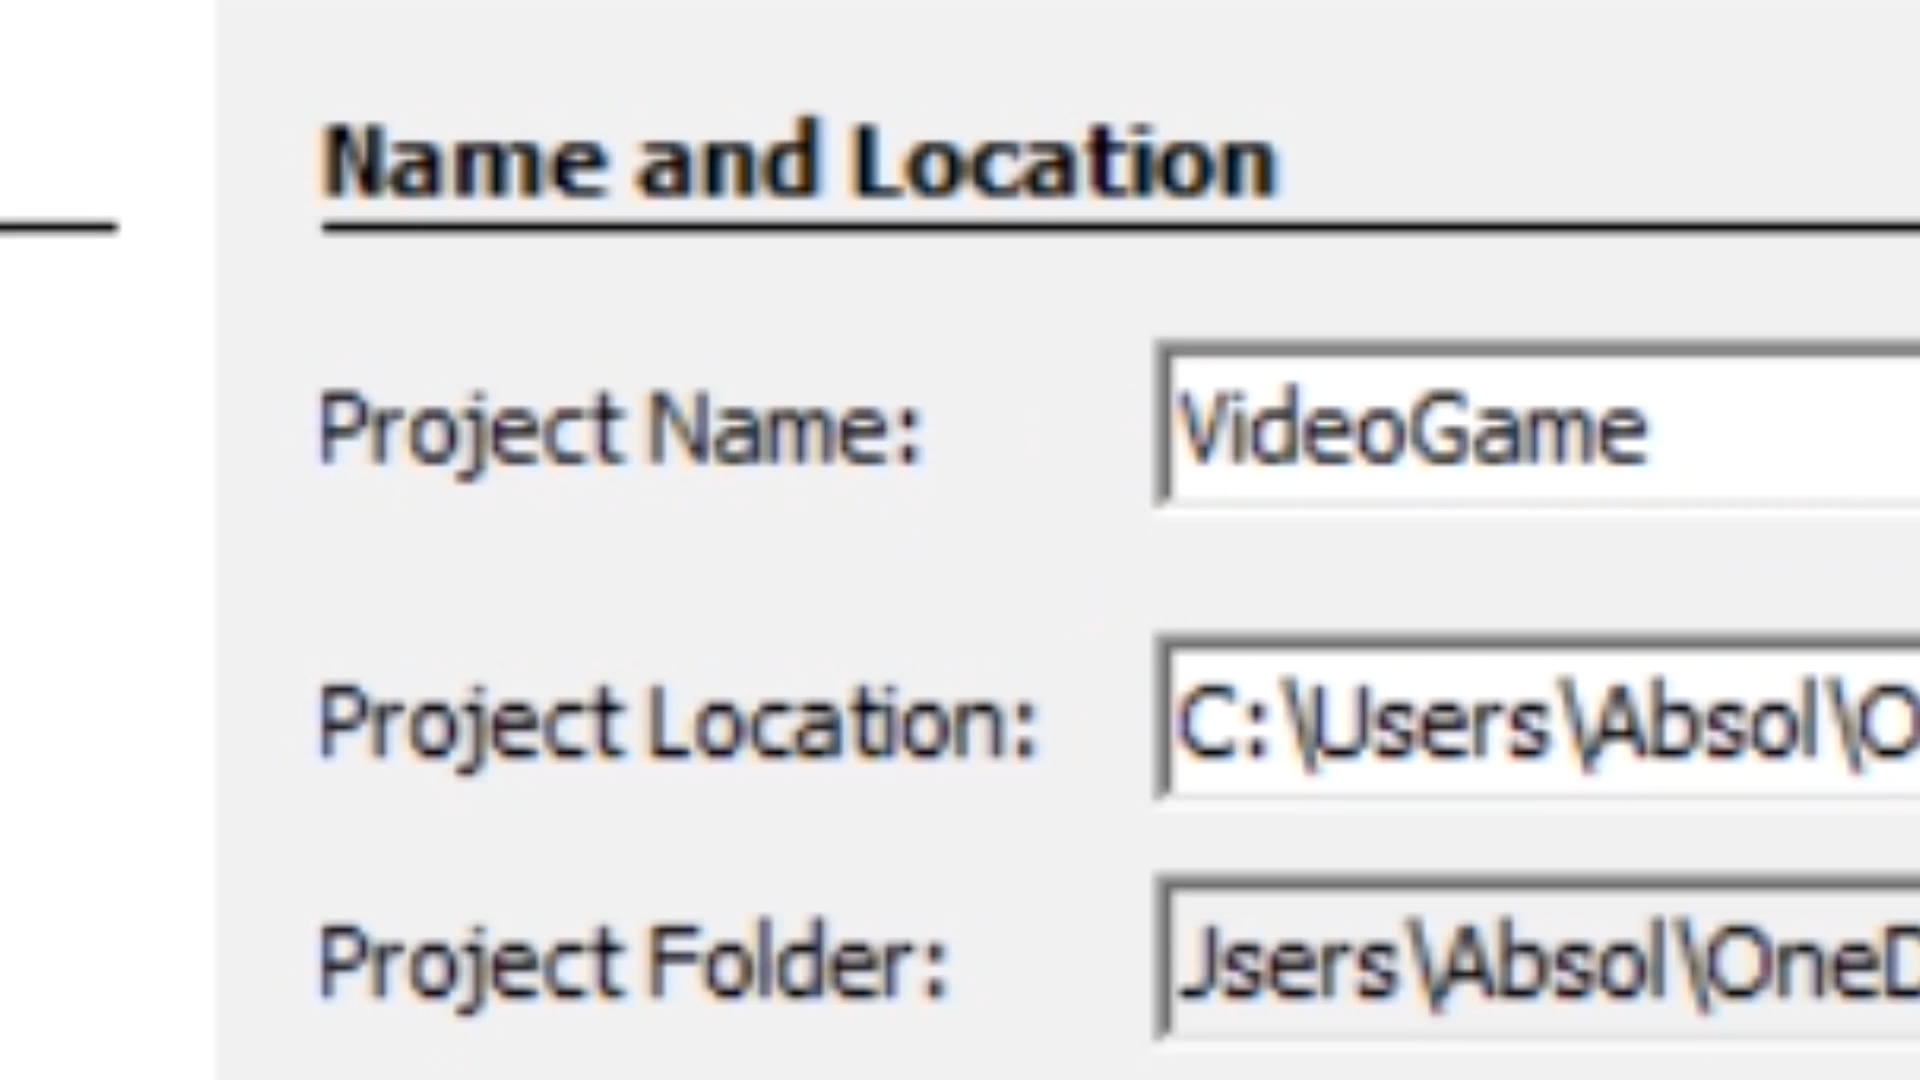 Name and Location
Project Name: VideoGame
Project Location: C:\Users\Absol\O
Project Folder: Jsers\Absol\OneD